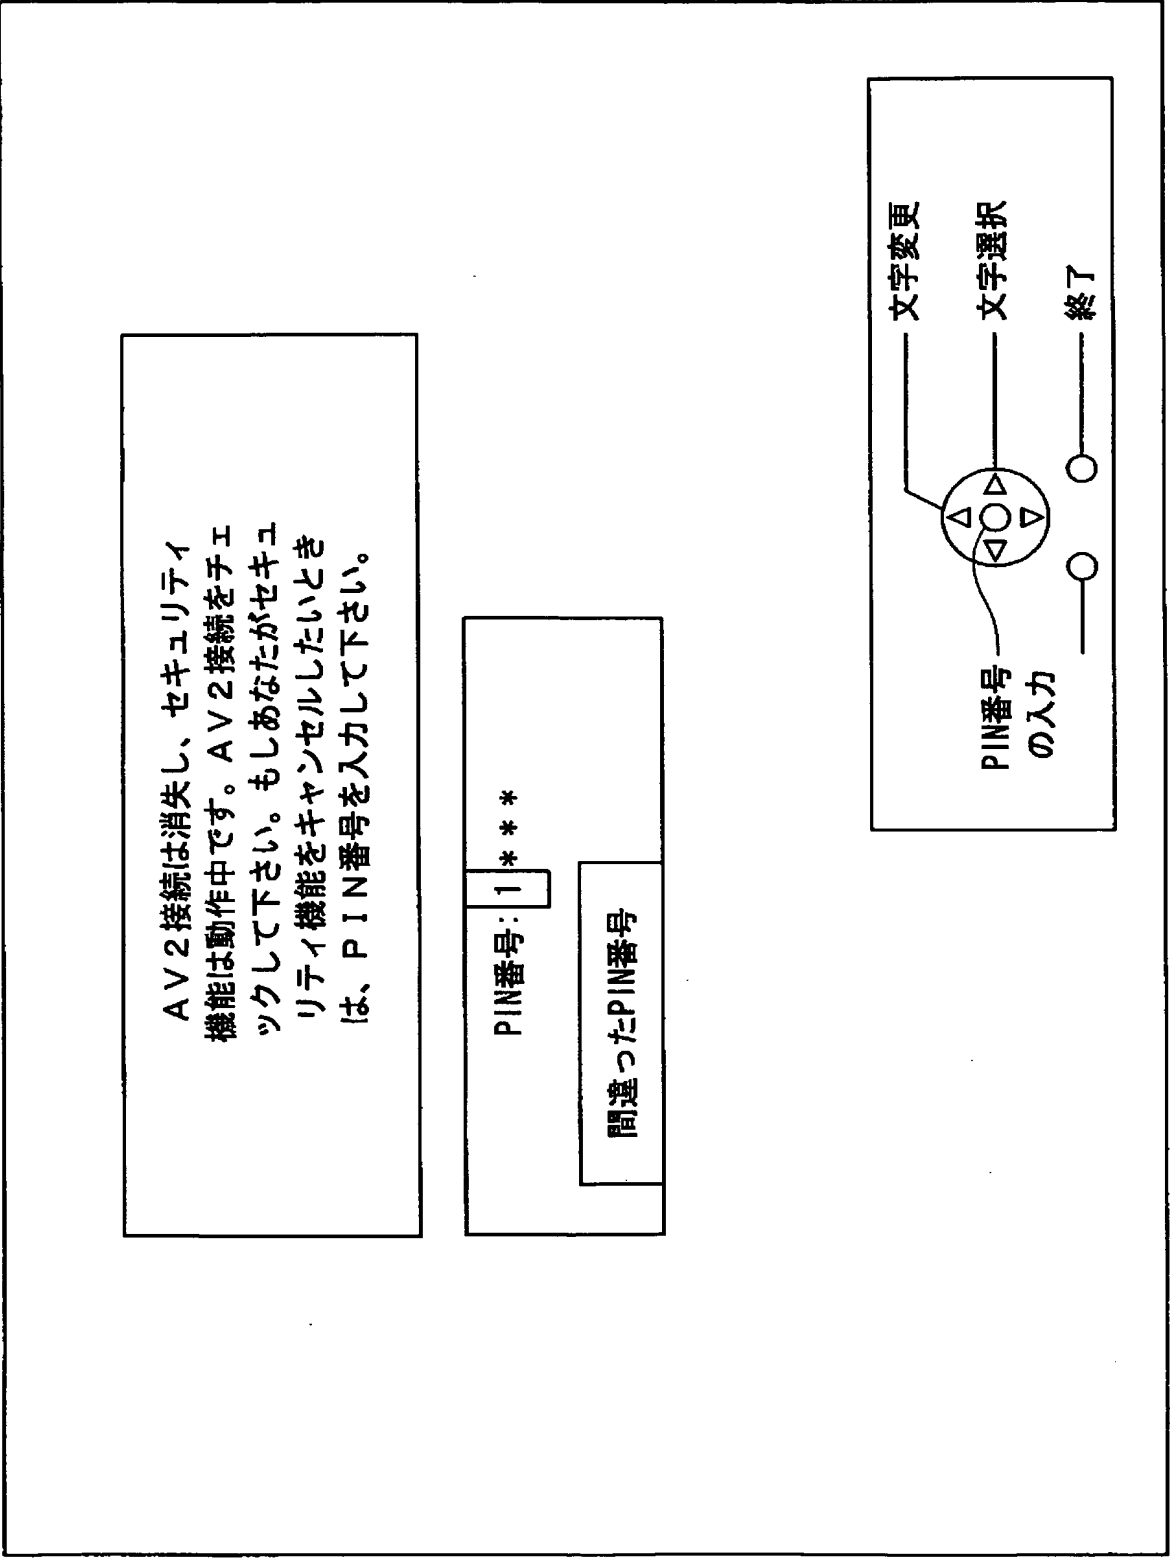 AV2接続は消失し、セキュリティ
機能は動作中です。AV2接続をチェ
ックして下さい。もしあなたがセキュ
リティ機能をキャンセルしたいとき
は、PIN番号を入力して下さい。
PIN番号:1***
間違ったPIN番号
文字変更
文字選択
PIN番号
の入力
終了